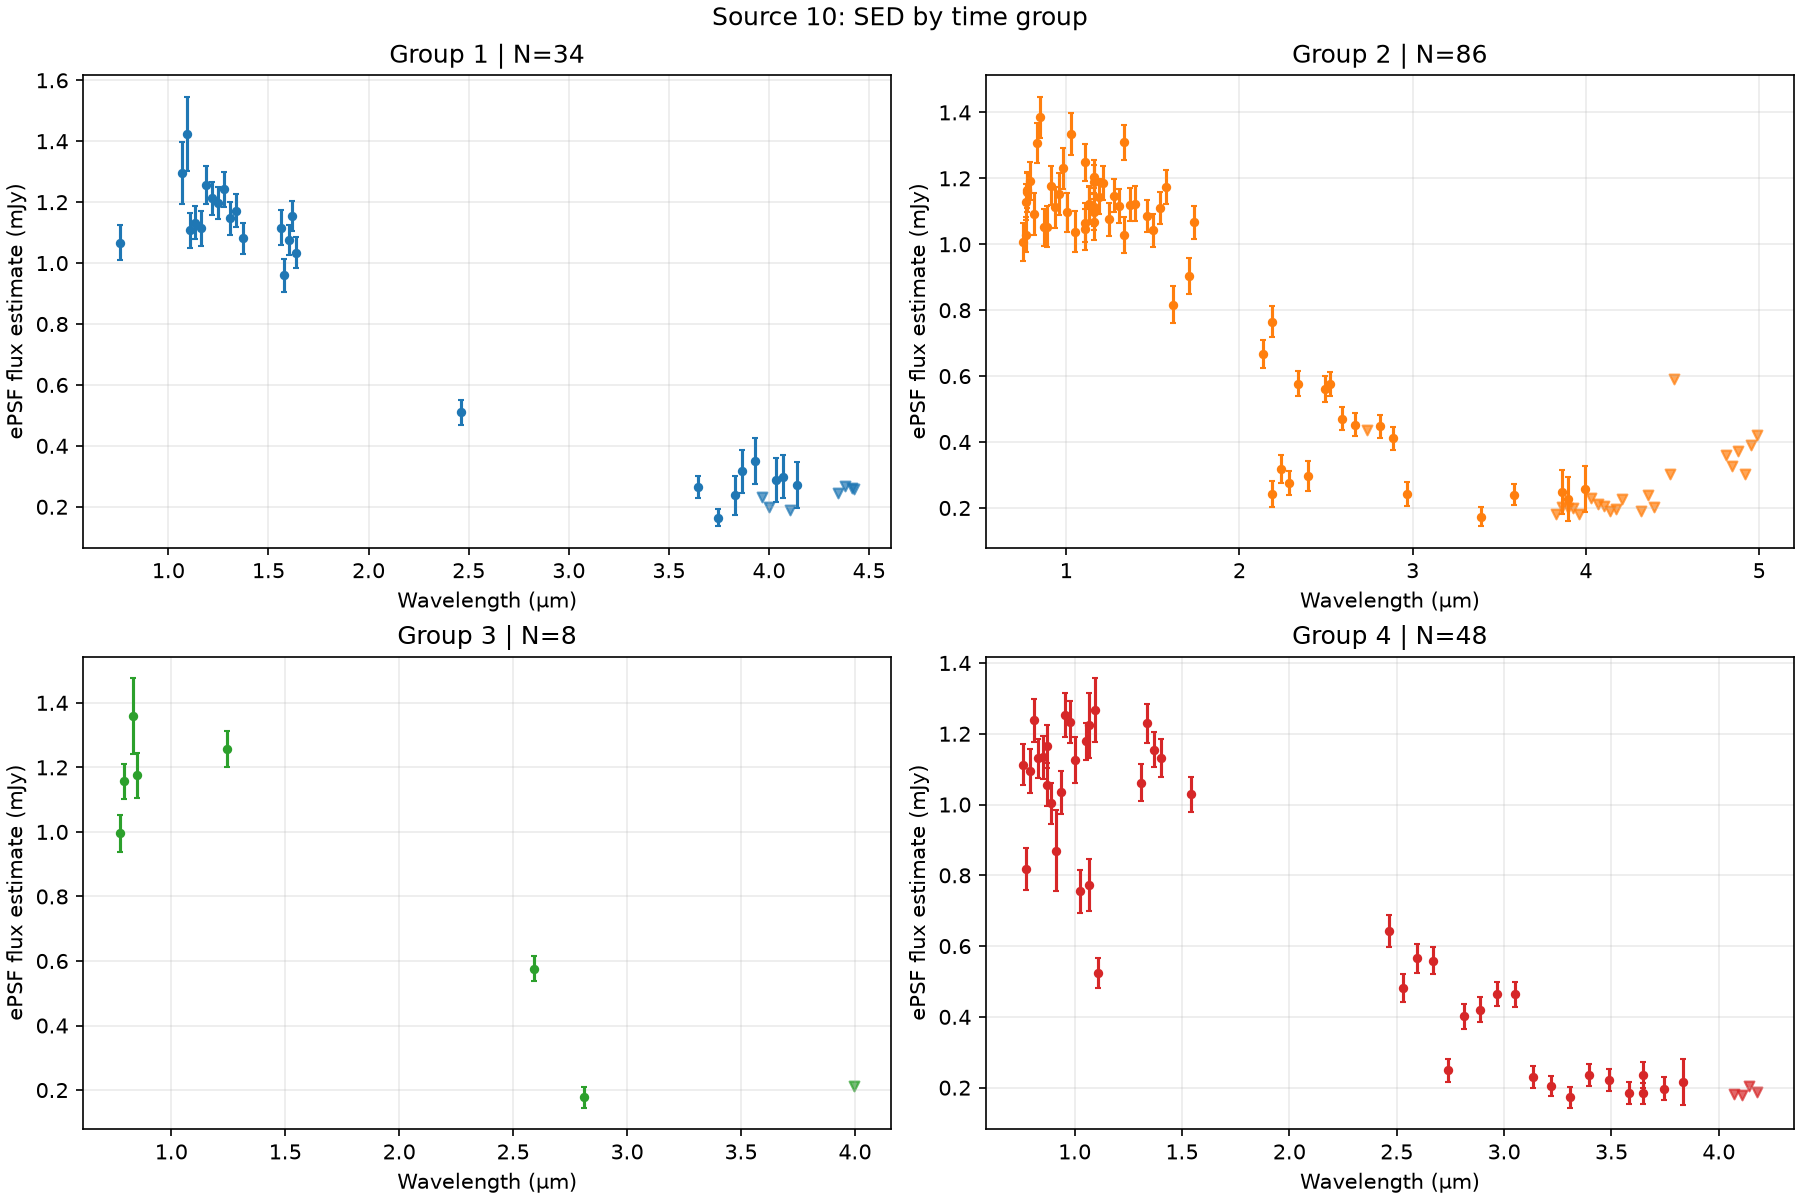 Source 10: SED by time group
Group 1 | N=34
ePSF flux estimate (mJy)
1.6
1.4
1.2
1.0
0.8
0.6
0.4
0.2
1.0 1.5 2.0 2.5 3.0 3.5 4.0 4.5
Wavelength (μm)
Group 2 | N=86
ePSF flux estimate (mJy)
1.4
1.2
1.0
0.8
0.6
0.4
0.2
1 2 3 4 5
Wavelength (μm)
Group 3 | N=8
ePSF flux estimate (mJy)
1.4
1.2
1.0
0.8
0.6
0.4
0.2
1.0 1.5 2.0 2.5 3.0 3.5 4.0
Wavelength (μm)
Group 4 | N=48
ePSF flux estimate (mJy)
1.4
1.2
1.0
0.8
0.6
0.4
0.2
1.0 1.5 2.0 2.5 3.0 3.5 4.0
Wavelength (μm)